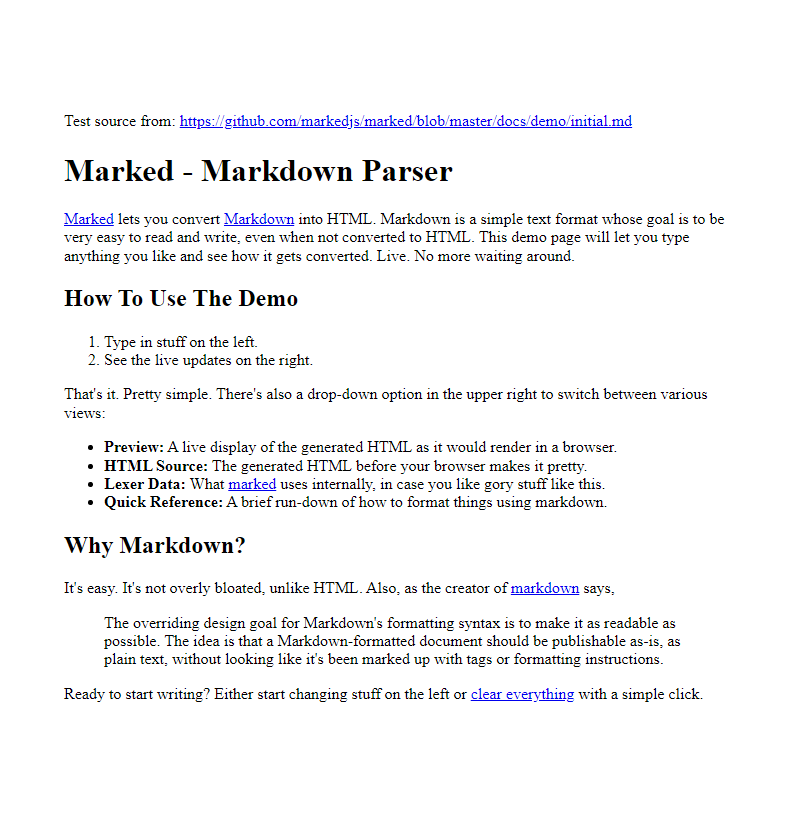 Test source from: https://github.com/markedjs/marked/blob/master/docs/demo/initial.md
Marked - Markdown Parser
Marked lets you convert Markdown into HTML. Markdown is a simple text format whose goal is to be
very easy to read and write, even when not converted to HTML. This demo page will let you type
anything you like and see how it gets converted. Live. No more waiting around.
How To Use The Demo
1. Type in stuff on the left.
2. See the live updates on the right.
That's it. Pretty simple. There's also a drop-down option in the upper right to switch between various
views:
• Preview: A live display of the generated HTML as it would render in a browser.
• HTML Source: The generated HTML before your browser makes it pretty.
• Lexer Data: What marked uses internally, in case you like gory stuff like this.
• Quick Reference: A brief run-down of how to format things using markdown.
Why Markdown?
It's easy. It's not overly bloated, unlike HTML. Also, as the creator of markdown says,
The overriding design goal for Markdown's formatting syntax is to make it as readable as
possible. The idea is that a Markdown-formatted document should be publishable as-is, as
plain text, without looking like it's been marked up with tags or formatting instructions.
Ready to start writing? Either start changing stuff on the left or clear everything with a simple click.